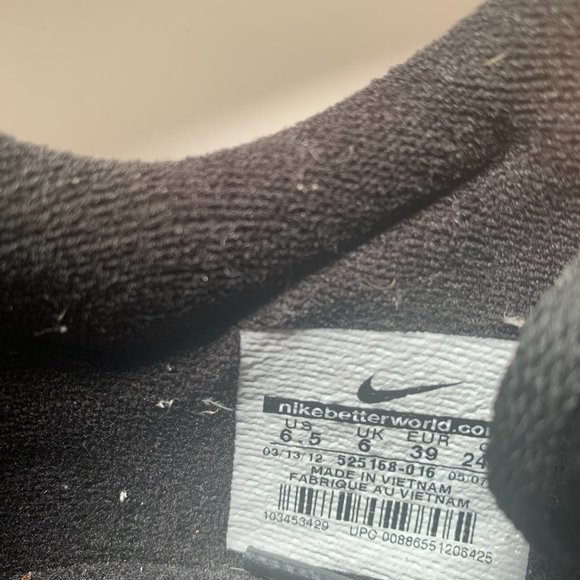 nikebetterworld.co
US UK EUR
6.5 6 39 24
03/13/12 525168-016 05/07
MADE IN VIETNAM
FABRIQUE AU VIETNAM
103453429 UPC 00886551206425